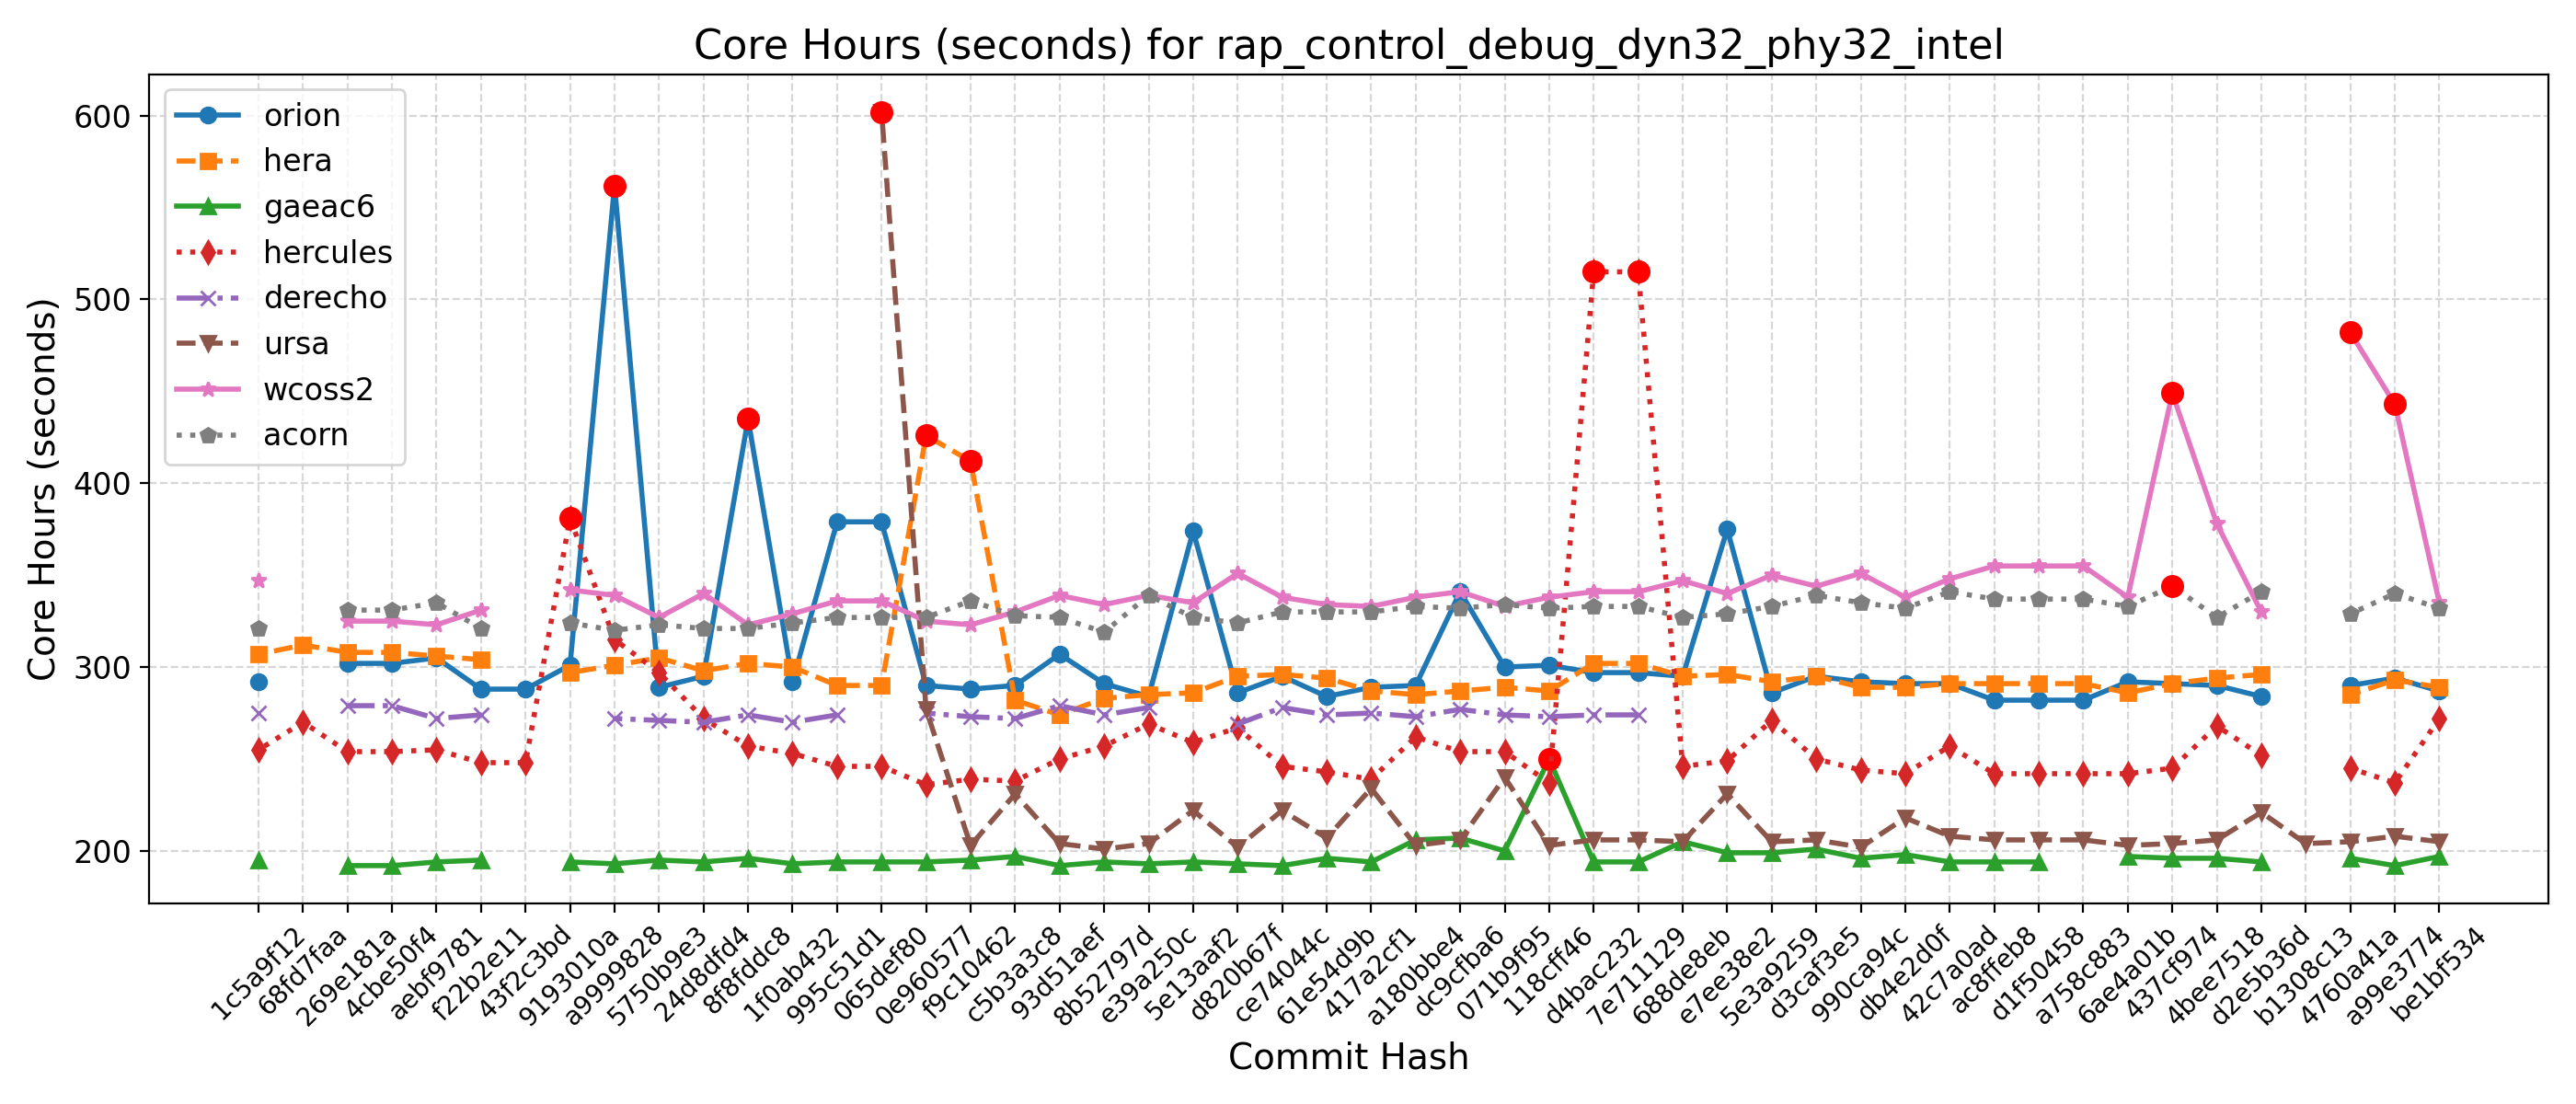 Core Hours (seconds) for rap_control_debug_dyn32_phy32_intel
orion
hera
gaeac6
hercules
derecho
ursa
wcoss2
acorn
Core Hours (seconds)
600
500
400
300
200
1c5a9f12
68fd7faa
269e181a
4cbe50f4
aebf9781
f22b2e11
43f2c3bd
9193010a
a9999828
5750b9e3
24d8dfd4
8f8fddc8
1f0ab432
995c51d1
065def80
0e960577
f9c10462
c5b3a3c8
93d51aef
8b52797d
e39a250c
5e13aaf2
d820b67f
ce74044c
61e54d9b
417a2cf1
a180bbe4
dc9cfba6
071b9f95
118cff46
d4bac232
7e711129
688de8eb
e7ee38e2
5e3a9259
d3caf3e5
990ca94c
db4e2d0f
42c7a0ad
ac8ffeb8
d1f50458
a758c883
6ae4a01b
437cf974
4bee7518
d2e5b36d
b1308c13
4760a41a
a99e3774
be1bf534
Commit Hash